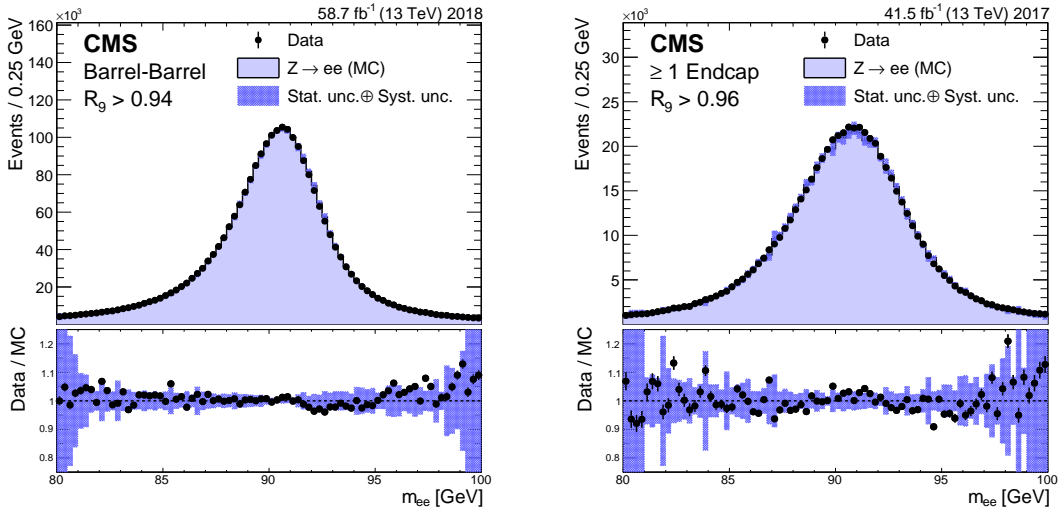 58.7 fb⁻¹ (13 TeV) 2018
×10³
160
140
120
100
80
60
40
20
Events / 0.25 GeV
CMS
Barrel-Barrel
R₉ > 0.94
Data
Z → ee (MC)
Stat. unc.⊕ Syst. unc.
Data / MC
1.2
1.1
1.0
0.9
0.8
80 85 90 95 100
mₑₑ [GeV]
41.5 fb⁻¹ (13 TeV) 2017
×10³
30
25
20
15
10
5
Events / 0.25 GeV
CMS
≥ 1 Endcap
R₉ > 0.96
Data
Z → ee (MC)
Stat. unc.⊕ Syst. unc.
Data / MC
1.2
1.1
1.0
0.9
0.8
80 85 90 95 100
mₑₑ [GeV]